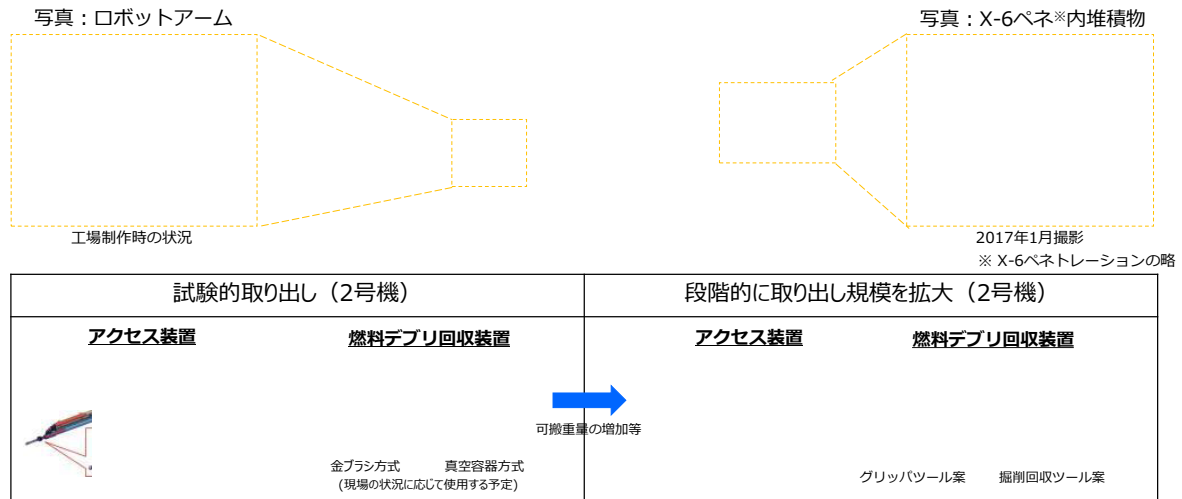 写真：ロボットアーム
写真：X-6ペネ※内堆積物
工場制作時の状況
2017年1月撮影
※ X-6ペネトレーションの略
試験的取り出し（2号機）
段階的に取り出し規模を拡大（2号機）
アクセス装置
燃料デブリ回収装置
アクセス装置
燃料デブリ回収装置
可搬重量の増加等
金ブラシ方式
真空容器方式
(現場の状況に応じて使用する予定)
グリッパツール案
掘削回収ツール案